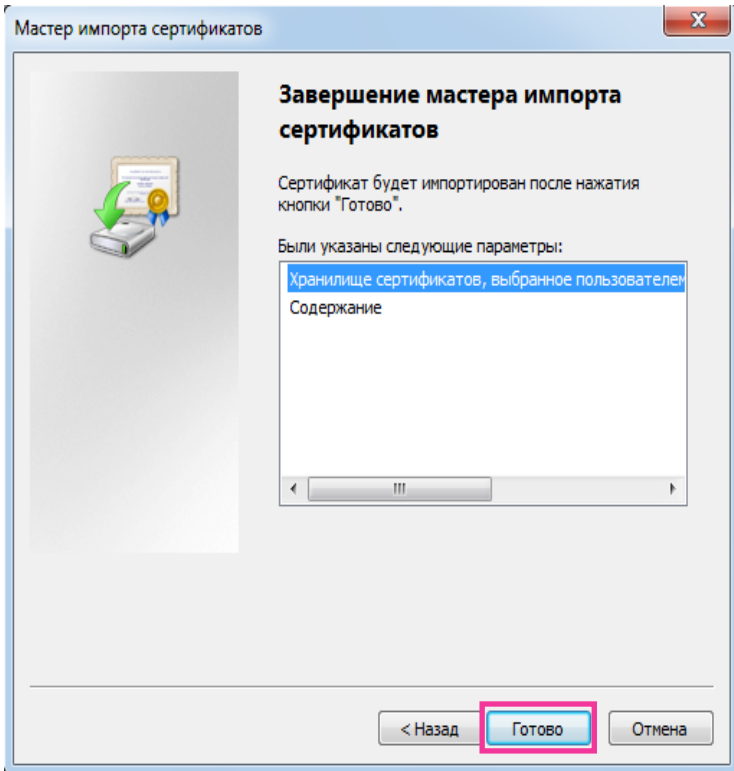 Мастер импорта сертификатов
Завершение мастера импорта
сертификатов
Сертификат будет импортирован после нажатия
кнопки "Готово".
Были указаны следующие параметры:
Хранилище сертификатов, выбранное пользователем
Содержание
< Назад
Готово
Отмена